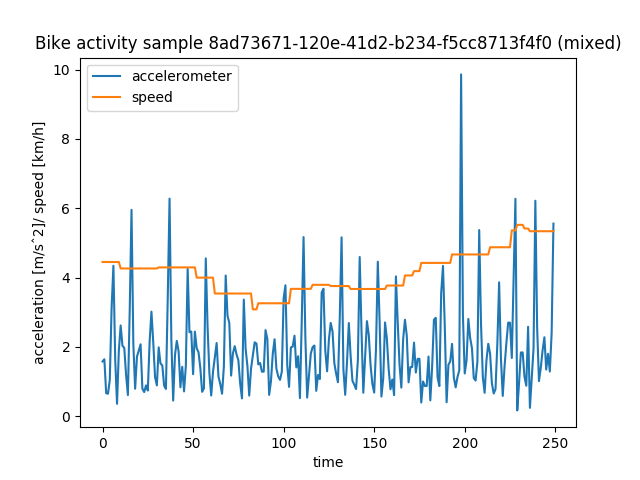 Bike activity sample 8ad73671-120e-41d2-b234-f5cc8713f4f0 (mixed)
accelerometer
speed
acceleration [m/s^2]/ speed [km/h]
10
8
6
4
2
0
0
50
100
150
200
250
time